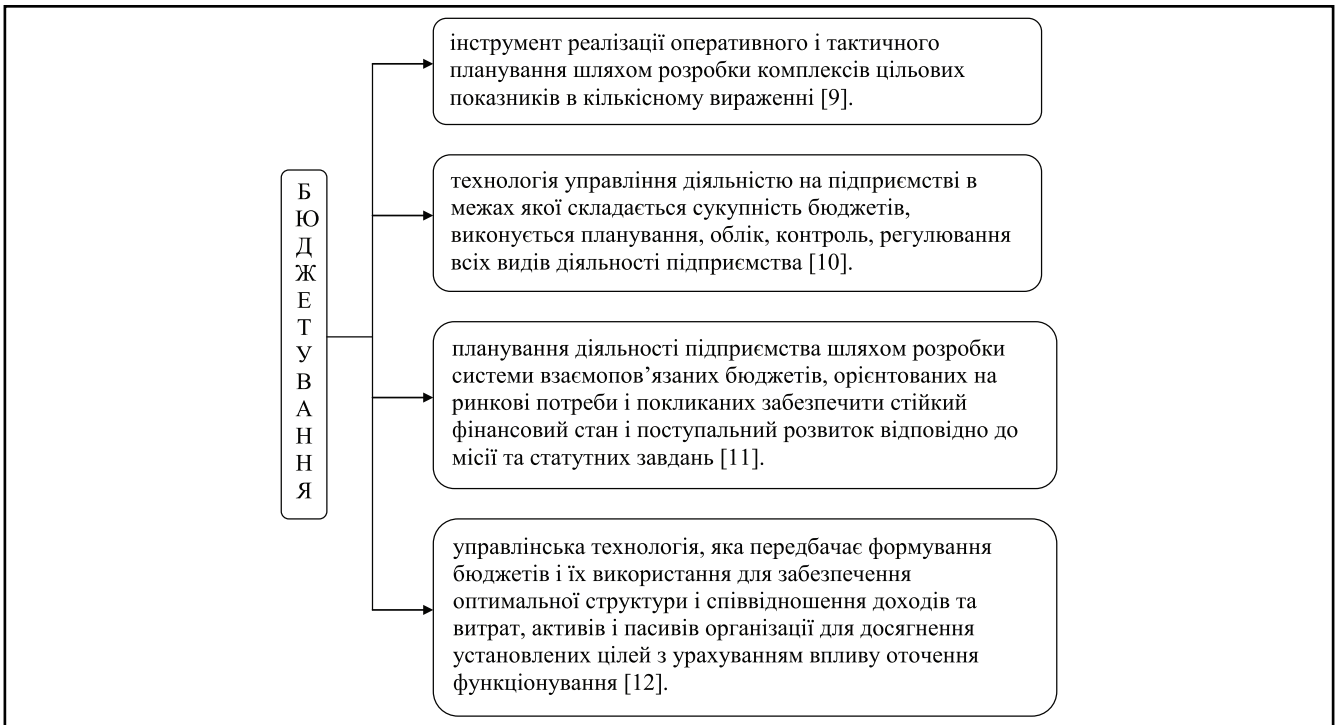 БЮДЖЕТУВАННЯ
інструмент реалізації оперативного і тактичного
планування шляхом розробки комплексів цільових
показників в кількісному вираженні [9].
технологія управління діяльністю на підприємстві в
межах якої складається сукупність бюджетів,
виконується планування, облік, контроль, регулювання
всіх видів діяльності підприємства [10].
планування діяльності підприємства шляхом розробки
системи взаємопов’язаних бюджетів, орієнтованих на
ринкові потреби і покликаних забезпечити стійкий
фінансовий стан і поступальний розвиток відповідно до
місії та статутних завдань [11].
управлінська технологія, яка передбачає формування
бюджетів і їх використання для забезпечення
оптимальної структури і співвідношення доходів та
витрат, активів і пасивів організації для досягнення
установлених цілей з урахуванням впливу оточення
функціонування [12].